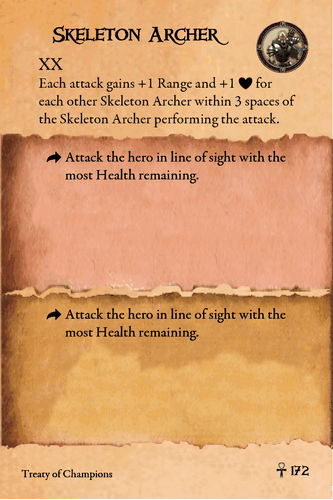 Skeleton Archer
XX
Each attack gains +1 Range and +1 ♥ for
each other Skeleton Archer within 3 spaces of
the Skeleton Archer performing the attack.
Attack the hero in line of sight with the
most Health remaining.
Attack the hero in line of sight with the
most Health remaining.
Treaty of Champions
☥ 172